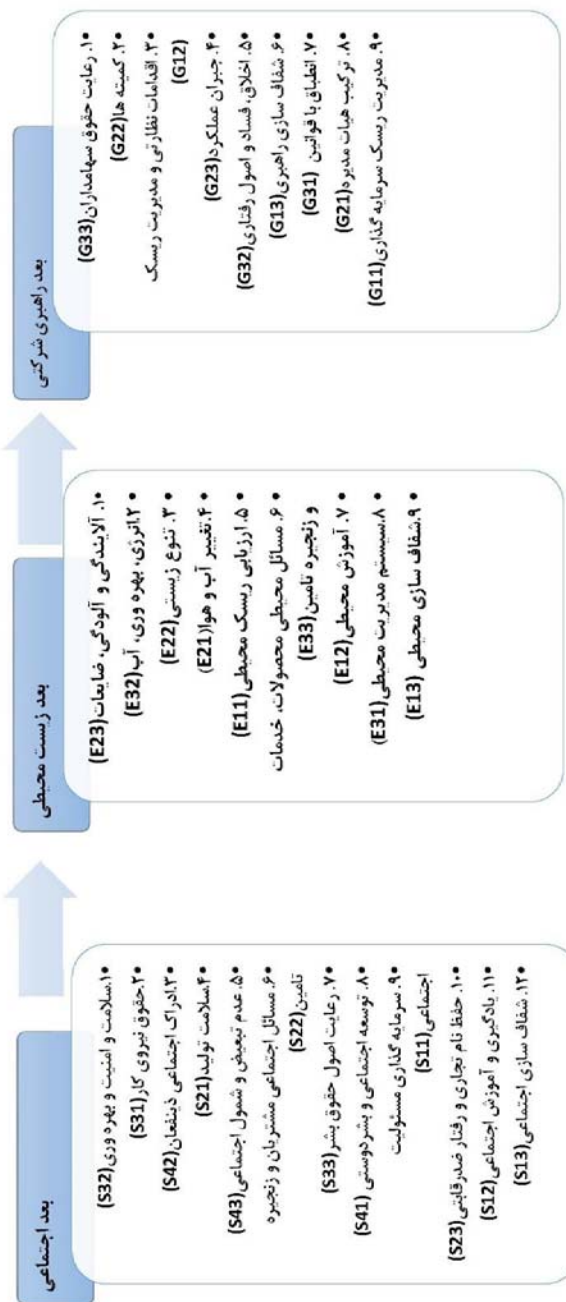 بعد اجتماعی
•۱.سلامت و امنیت و بهره وری(S32)
•۲.حقوق نیروی کار(S31)
•۳.ادراک اجتماعی ذینفعان(S42)
•۴.سلامت تولید(S21)
•۵. عدم تبعیض و شمول اجتماعی(S43)
•۶. مسائل اجتماعی مشتریان و زنجیره
تامین(S22)
•۷. رعایت اصول حقوق بشر(S33)
•۸. توسعه اجتماعی و بشردوستی (S41)
•۹. سرمایه گذاری مسئولیت
اجتماعی(S11)
•۱۰. حفظ نام تجاری و رفتار ضدرقابتی(S23)
•۱۱. یادگیری و آموزش اجتماعی(S12)
•۱۲. شفاف سازی اجتماعی(S13)
بعد زیست محیطی
• ۱. آلایندگی و آلودگی، ضایعات(E23)
• ۲.انرژی، بهره وری، آب(E32)
• ۳. تنوع زیستی(E22)
• ۴.تغییر آب و هوا(E21)
• ۵. ارزیابی ریسک محیطی(E11)
• ۶. مسائل محیطی محصولات، خدمات
و زنجیره تامین(E33)
• ۷. آموزش محیطی(E12)
• ۸.سیستم مدیریت محیطی(E31)
• ۹.شفاف سازی محیطی (E13)
بعد راهبری شرکتی
• ۱. رعایت حقوق سهامداران(G33)
• ۲. کمیته ها(G22)
• ۳. اقدامات نظارتی و مدیریت ریسک
(G12)
• ۴. جبران عملکرد(G23)
• ۵. اخلاق، فساد و اصول رفتاری(G32)
• ۶. شفاف سازی راهبری(G13)
• ۷. انطباق با قوانین (G31)
• ۸. ترکیب هیات مدیره(G21)
• ۹. مدیریت ریسک سرمایه گذاری(G11)